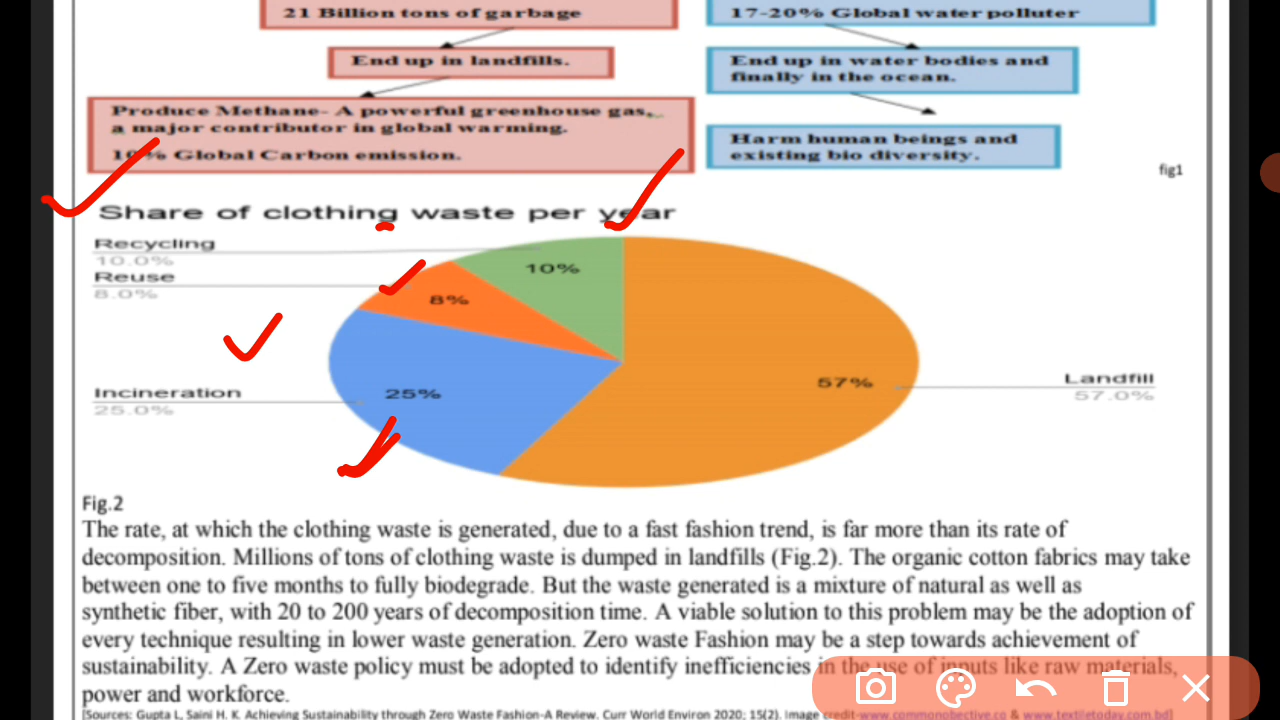 21 Billion tons of garbage
17-20% Global water polluter
End up in landfills.
End up in water bodies and
finally in the ocean.
Produce Methane- A powerful greenhouse gas,
a major contributor in global warming.
10% Global Carbon emission.
Harm human beings and
existing bio diversity.
fig1
Share of clothing waste per year
Recycling
10.0%
Reuse
8.0%
Incineration
25.0%
10%
8%
25%
57%
Landfill
57.0%
Fig.2
The rate, at which the clothing waste is generated, due to a fast fashion trend, is far more than its rate of
decomposition. Millions of tons of clothing waste is dumped in landfills (Fig.2). The organic cotton fabrics may take
between one to five months to fully biodegrade. But the waste generated is a mixture of natural as well as
synthetic fiber, with 20 to 200 years of decomposition time. A viable solution to this problem may be the adoption of
every technique resulting in lower waste generation. Zero waste Fashion may be a step towards achievement of
sustainability. A Zero waste policy must be adopted to identify inefficiencies in the use of inputs like raw materials,
power and workforce.
[Sources: Gupta L, Saini H. K. Achieving Sustainability through Zero Waste Fashion-A Review. Curr World Environ 2020; 15(2). Image credit-www.commonobective.co & www.textiletoday.com.bd]